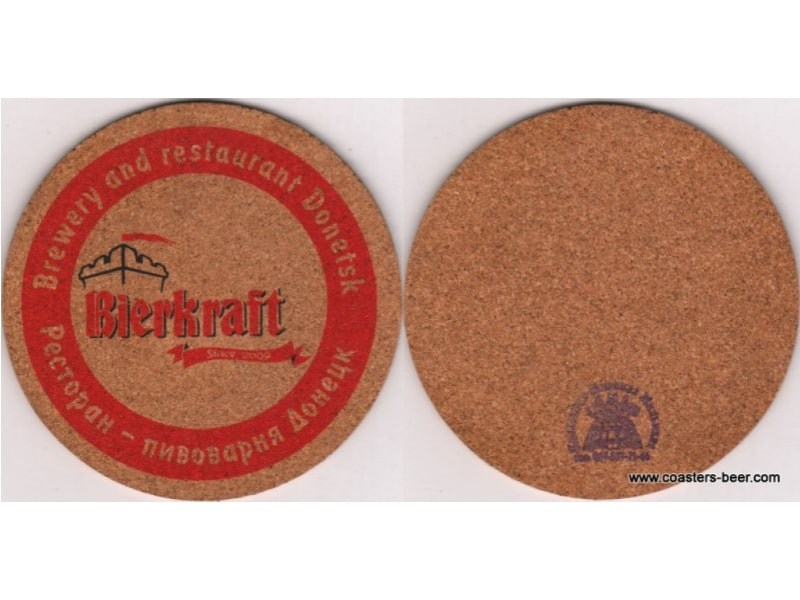 Brewery and restaurant Donetsk
Bierkraft
Since 2009
Ресторан - пивоварня Донецк
www.coasters-beer.com